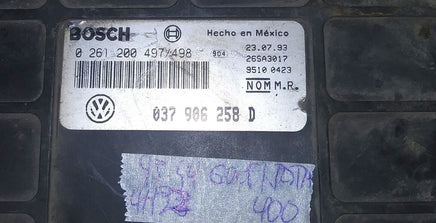 BOSCH Hecho en México
0 261 200 497/498 904 23.07.93
26SA3017
9510 0423
NOM M.R.
037 906 258 D
400